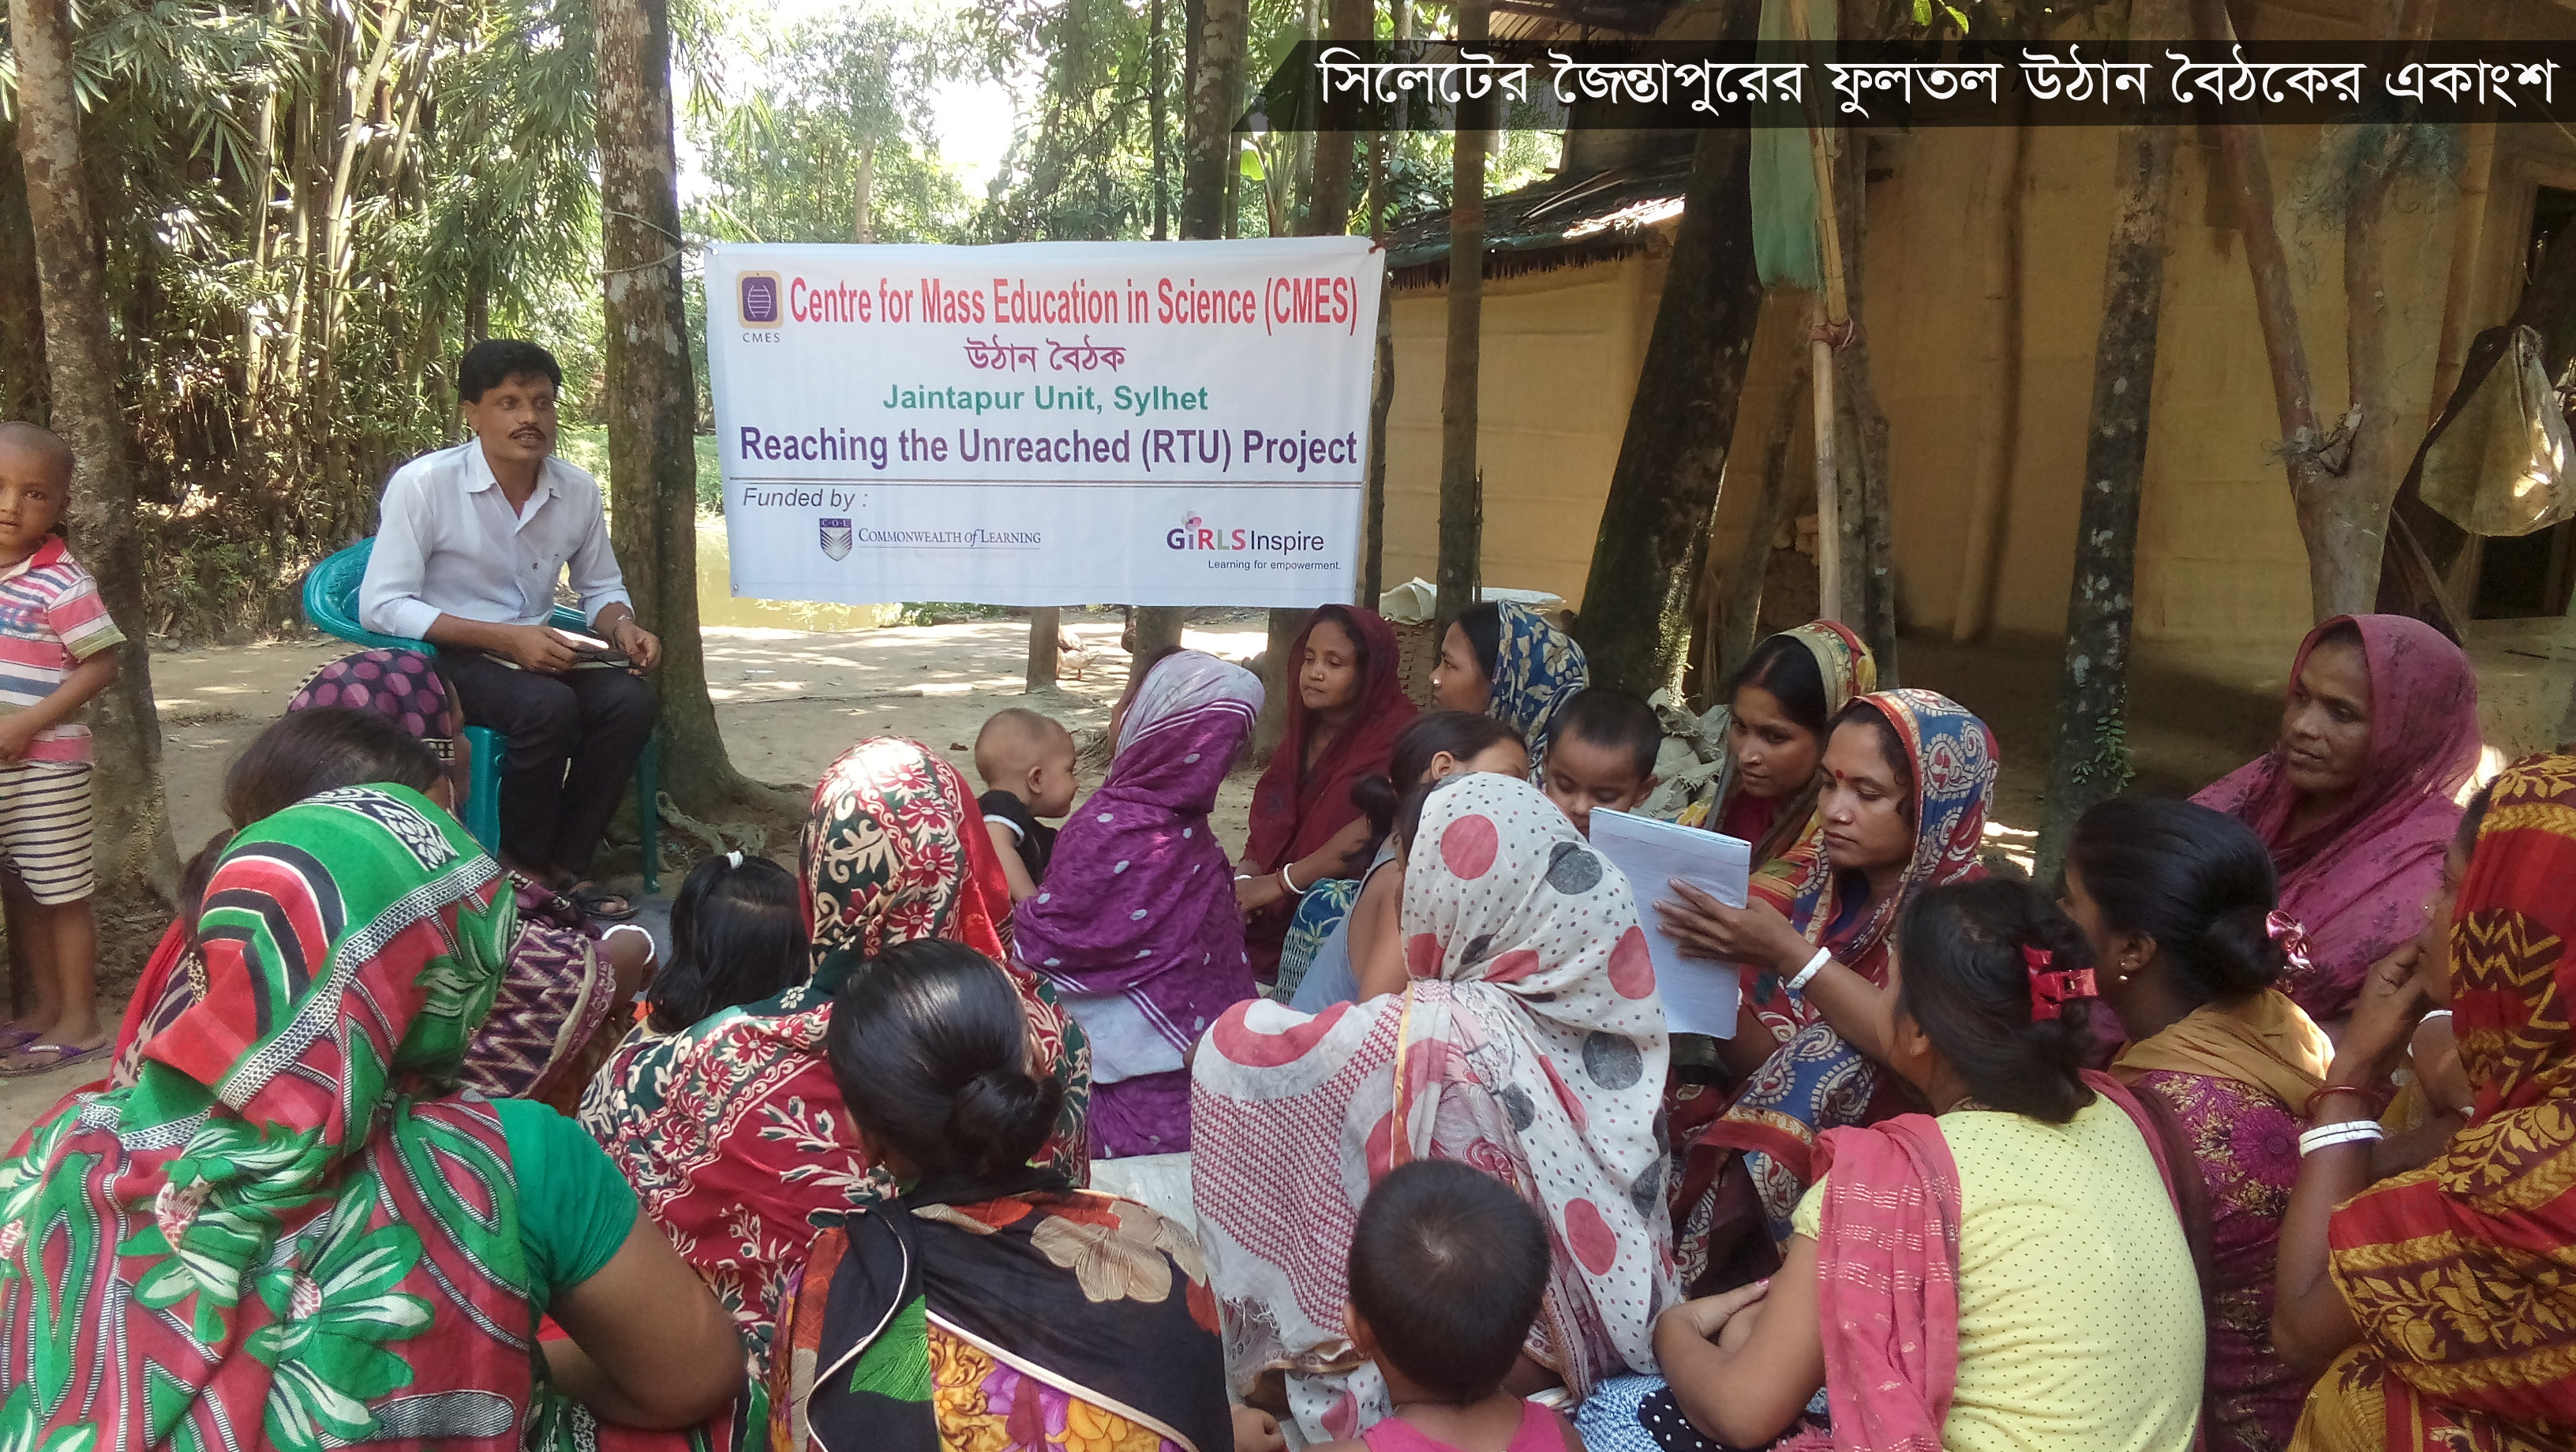 সিলেটের জৈন্তাপুরের ফুলতল উঠান বৈঠকের একাংশ
Centre for Mass Education in Science (CMES)
CMES
উঠান বৈঠক
Jaintapur Unit, Sylhet
Reaching the Unreached (RTU) Project
Funded by :
C·O·L
COMMONWEALTH of LEARNING
GiRLS Inspire
Learning for empowerment.